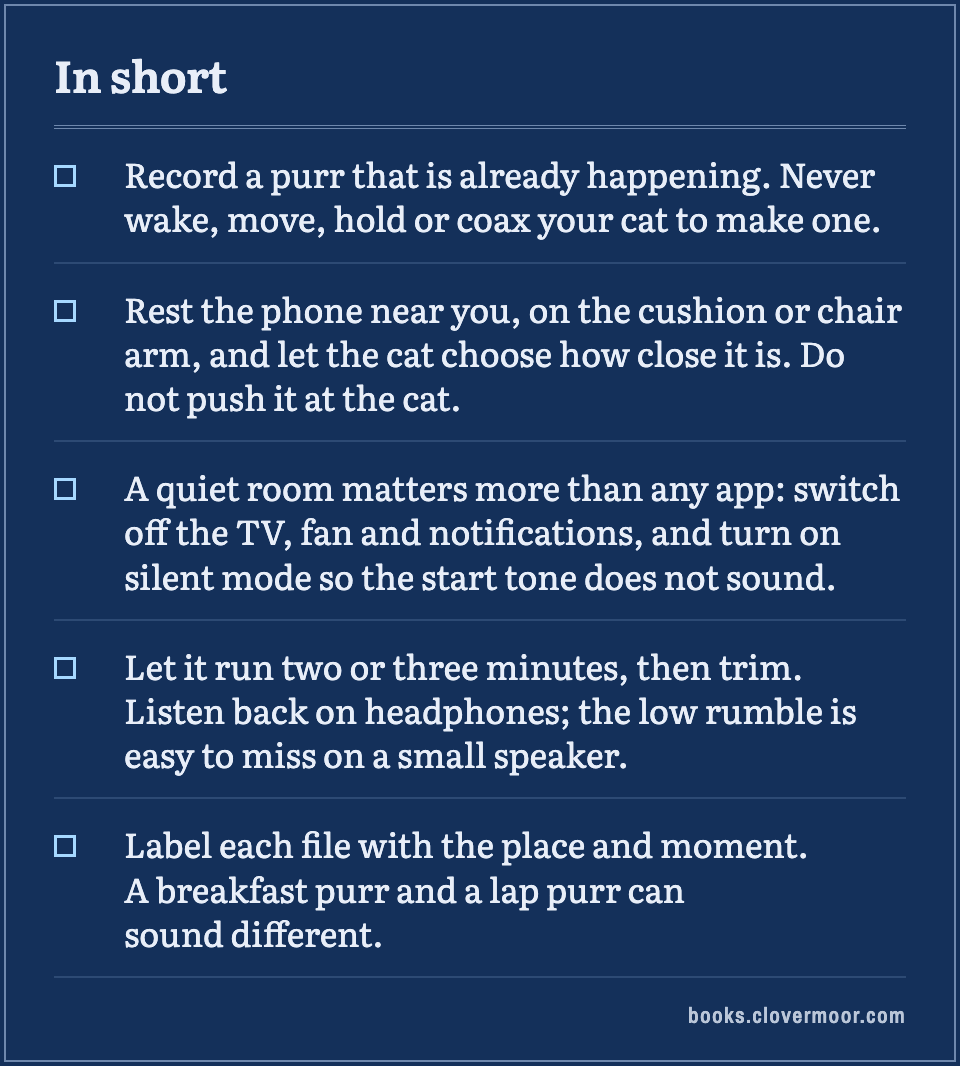 In short
Record a purr that is already happening. Never
wake, move, hold or coax your cat to make one.
Rest the phone near you, on the cushion or chair
arm, and let the cat choose how close it is. Do
not push it at the cat.
A quiet room matters more than any app: switch
off the TV, fan and notifications, and turn on
silent mode so the start tone does not sound.
Let it run two or three minutes, then trim.
Listen back on headphones; the low rumble is
easy to miss on a small speaker.
Label each file with the place and moment.
A breakfast purr and a lap purr can
sound different.
books.clovermoor.com